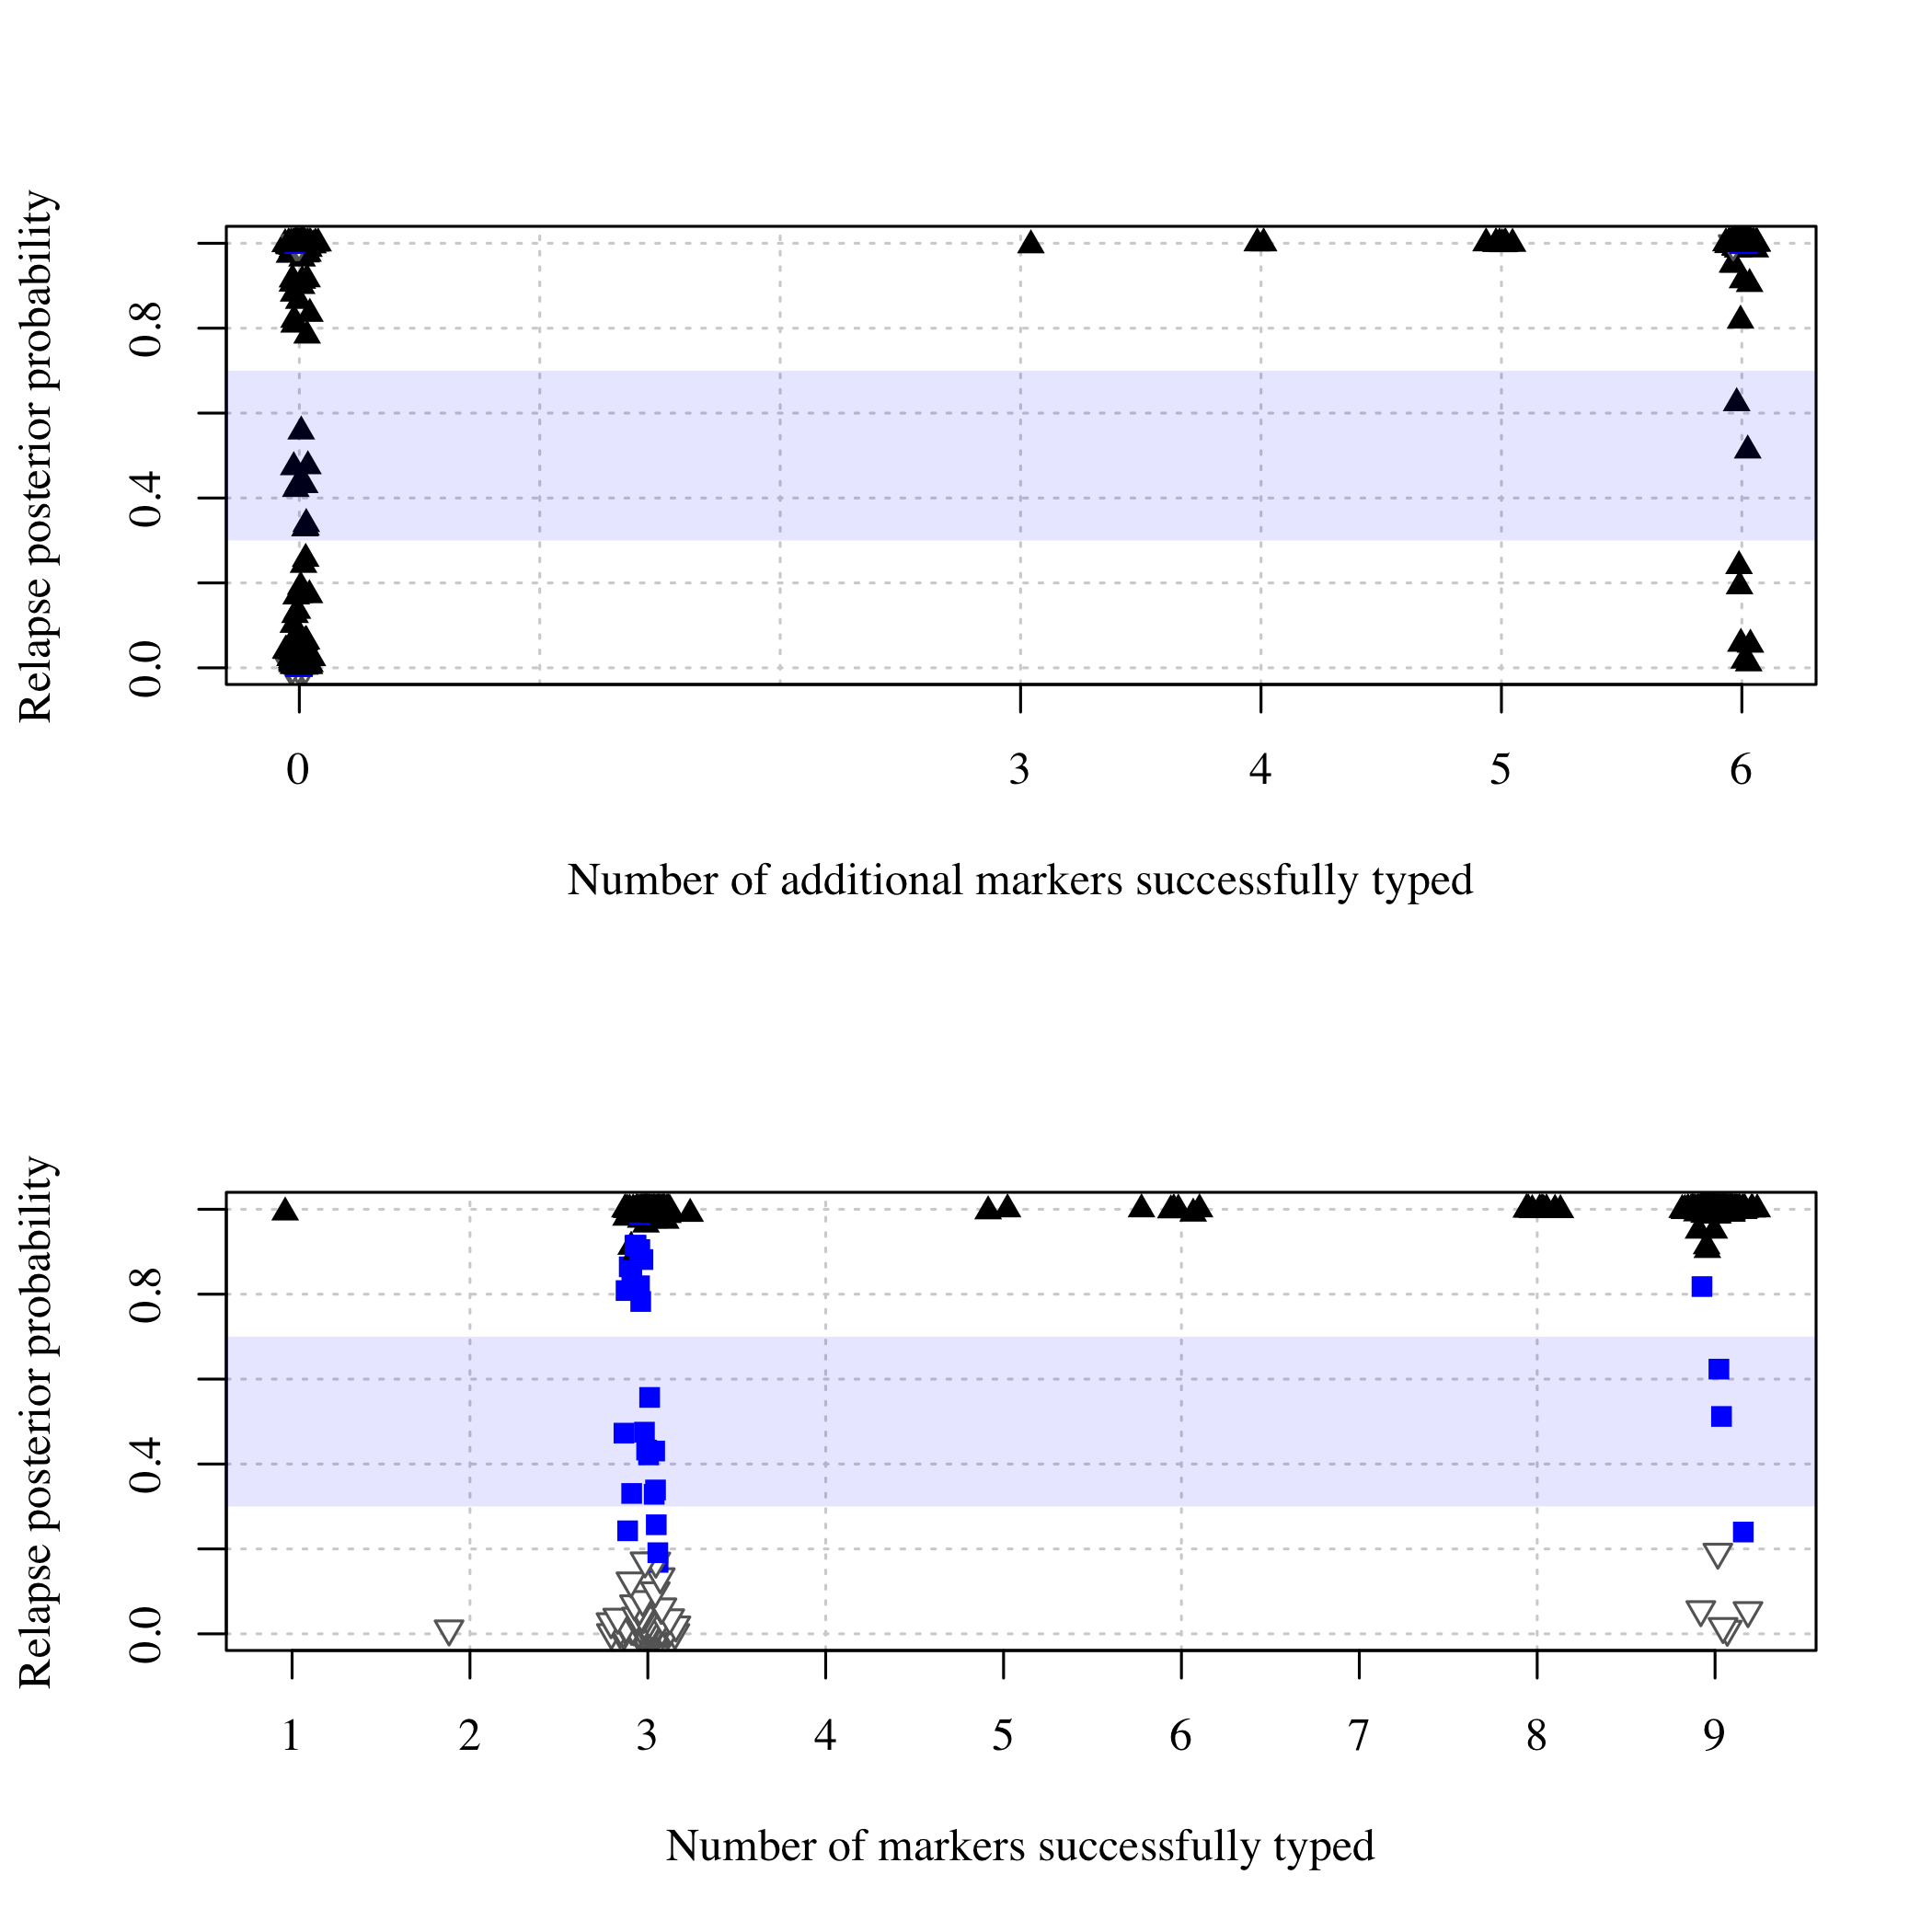 Relapse posterior probability
0.8
0.4
0.0
0 3 4 5 6
Number of additional markers successfully typed
Relapse posterior probability
0.8
0.4
0.0
1 2 3 4 5 6 7 8 9
Number of markers successfully typed